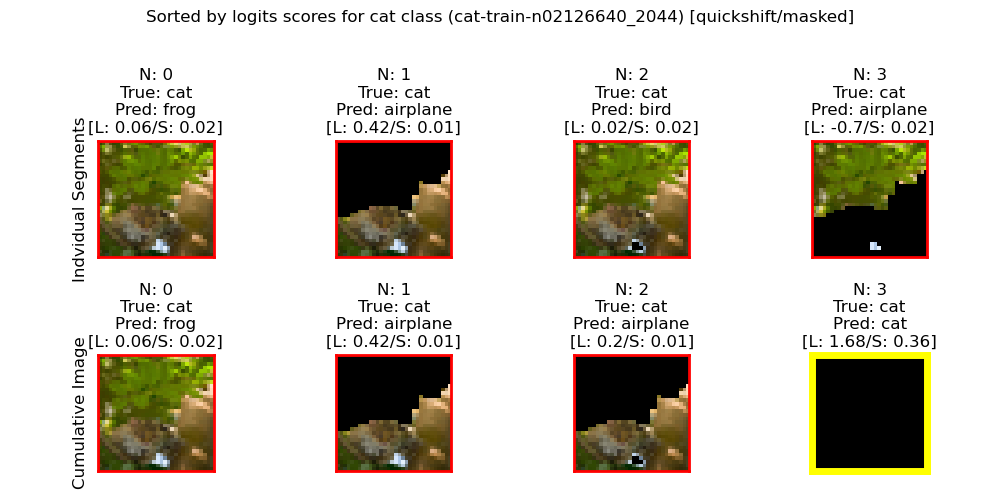 Sorted by logits scores for cat class (cat-train-n02126640_2044) [quickshift/masked]
Indvidual Segments
N: 0
True: cat
Pred: frog
[L: 0.06/S: 0.02]
N: 1
True: cat
Pred: airplane
[L: 0.42/S: 0.01]
N: 2
True: cat
Pred: bird
[L: 0.02/S: 0.02]
N: 3
True: cat
Pred: airplane
[L: -0.7/S: 0.02]
Cumulative Image
N: 0
True: cat
Pred: frog
[L: 0.06/S: 0.02]
N: 1
True: cat
Pred: airplane
[L: 0.42/S: 0.01]
N: 2
True: cat
Pred: airplane
[L: 0.2/S: 0.01]
N: 3
True: cat
Pred: cat
[L: 1.68/S: 0.36]